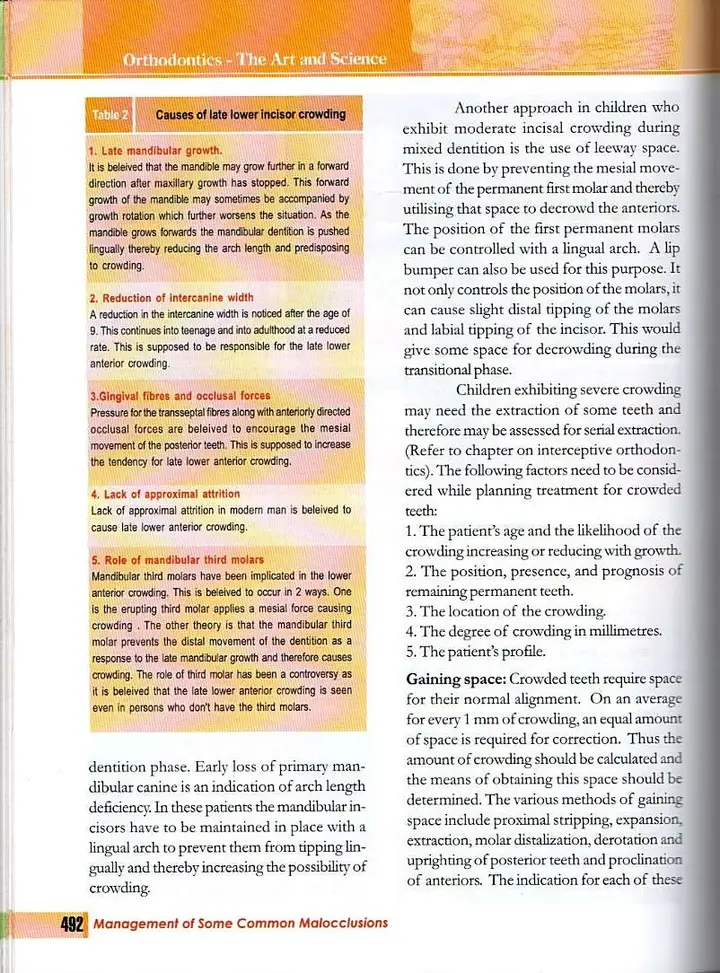 Orthodontics - The Art and Science
Table 2
Causes of late lower incisor crowding
1. Late mandibular growth.
It is beleived that the mandible may grow further in a forward
direction after maxillary growth has stopped. This forward
growth of the mandible may sometimes be accompanied by
growth rotation which further worsens the situation. As the
mandible grows forwards the mandibular dentition is pushed
lingually thereby reducing the arch length and predisposing
to crowding.
2. Reduction of intercanine width
A reduction in the intercanine width is noticed after the age of
9. This continues into teenage and into adulthood at a reduced
rate. This is supposed to be responsible for the late lower
anterior crowding.
3.Gingival fibres and occlusal forces
Pressure for the transseptal fibres along with anteriorly directed
occlusal forces are beleived to encourage the mesial
movement of the posterior teeth. This is supposed to increase
the tendency for late lower anterior crowding.
4. Lack of approximal attrition
Lack of approximal attrition in modern man is beleived to
cause late lower anterior crowding.
5. Role of mandibular third molars
Mandibular third molars have been implicated in the lower
anterior crowding. This is beleived to occur in 2 ways. One
is the erupting third molar applies a mesial force causing
crowding . The other theory is that the mandibular third
molar prevents the distal movement of the dentition as a
response to the late mandibular growth and therefore causes
crowding. The role of third molar has been a controversy as
it is beleived that the late lower anterior crowding is seen
even in persons who don't have the third molars.
dentition phase. Early loss of primary man-
dibular canine is an indication of arch length
deficiency. In these patients the mandibular in-
cisors have to be maintained in place with a
lingual arch to prevent them from tipping lin-
gually and thereby increasing the possibility of
crowding.
Another approach in children who
exhibit moderate incisal crowding during
mixed dentition is the use of leeway space.
This is done by preventing the mesial move-
ment of the permanent first molar and thereby
utilising that space to decrowd the anteriors.
The position of the first permanent molars
can be controlled with a lingual arch. A lip
bumper can also be used for this purpose. It
not only controls the position of the molars, it
can cause slight distal tipping of the molars
and labial tipping of the incisor. This would
give some space for decrowding during the
transitional phase.
Children exhibiting severe crowding
may need the extraction of some teeth and
therefore may be assessed for serial extraction.
(Refer to chapter on interceptive orthodon-
tics). The following factors need to be consid-
ered while planning treatment for crowded
teeth:
1. The patient's age and the likelihood of the
crowding increasing or reducing with growth.
2. The position, presence, and prognosis of
remaining permanent teeth.
3. The location of the crowding.
4. The degree of crowding in millimetres.
5. The patient's profile.
Gaining space: Crowded teeth require space
for their normal alignment. On an average
for every 1 mm of crowding, an equal amount
of space is required for correction. Thus the
amount of crowding should be calculated and
the means of obtaining this space should be
determined. The various methods of gaining
space include proximal stripping, expansion,
extraction, molar distalization, derotation and
uprighting of posterior teeth and proclination
of anteriors. The indication for each of these
492 Management of Some Common Malocclusions